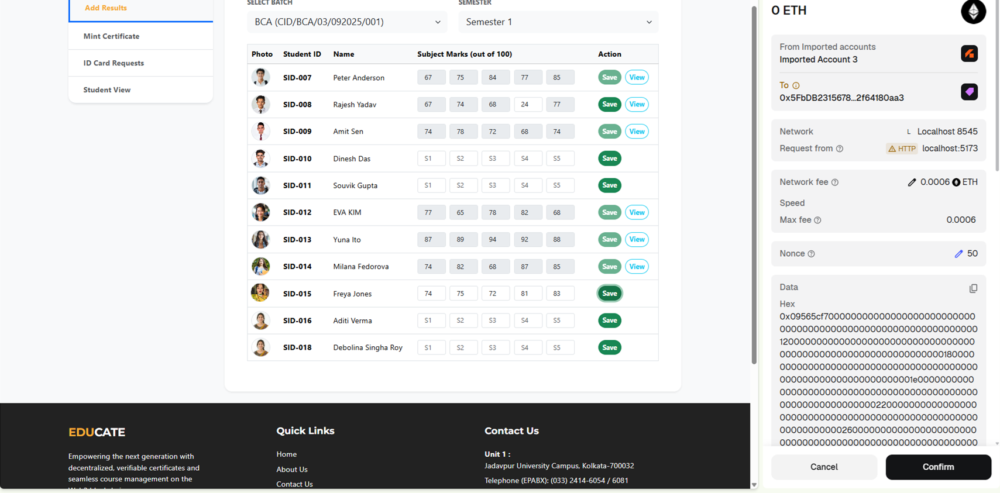 Add Results
Mint Certificate
ID Card Requests
Student View
SELECT BATCH
SEMESTER
BCA (CID/BCA/03/092025/001)
Semester 1
Photo Student ID Name Subject Marks (out of 100) Action
SID-007 Peter Anderson 67 75 84 77 85 Save View
SID-008 Rajesh Yadav 67 74 68 24 77 Save View
SID-009 Amit Sen 74 78 72 68 74 Save View
SID-010 Dinesh Das S1 S2 S3 S4 S5 Save
SID-011 Souvik Gupta S1 S2 S3 S4 S5 Save
SID-012 EVA KIM 77 65 78 82 68 Save View
SID-013 Yuna Ito 87 89 94 92 88 Save View
SID-014 Milana Fedorova 74 82 68 87 85 Save View
SID-015 Freya Jones 74 75 72 81 83 Save
SID-016 Aditi Verma S1 S2 S3 S4 S5 Save
SID-018 Debolina Singha Roy S1 S2 S3 S4 S5 Save
EDUCATE
Empowering the next generation with
decentralized, verifiable certificates and
seamless course management on the
Quick Links
Home
About Us
Contact Us
Contact Us
Unit 1 :
Jadavpur University Campus, Kolkata-700032
Telephone (EPABX): (033) 2414-6054 / 6081
0 ETH
From Imported accounts
Imported Account 3
To
0x5FbDB2315678...2f64180aa3
Network L Localhost 8545
Request from HTTP localhost:5173
Network fee 0.0006 ETH
Speed
Max fee 0.0006
Nonce 50
Data
Hex
Cancel
Confirm